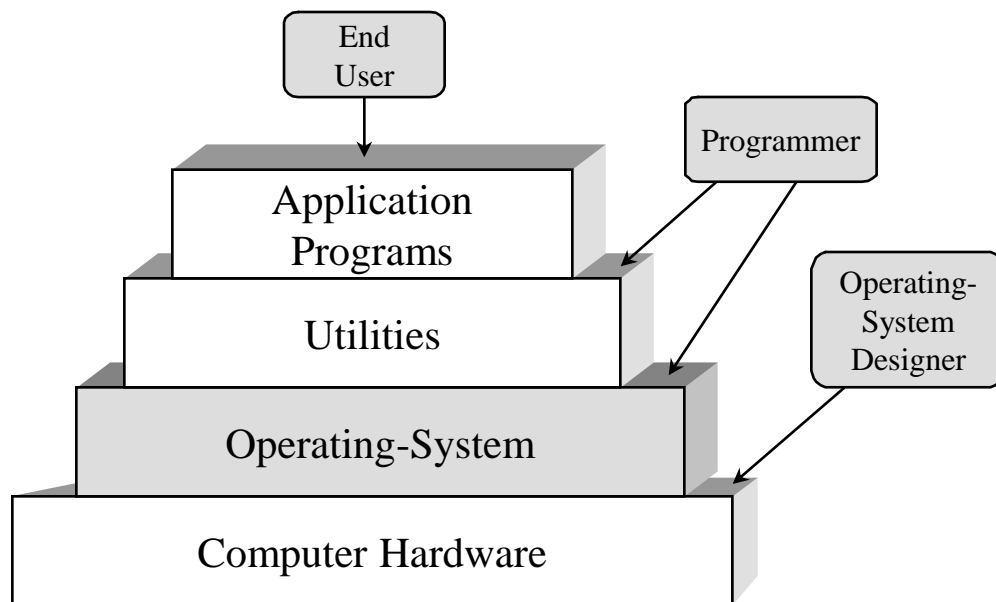 End
User
Programmer
Application
Programs
Operating-
System
Designer
Utilities
Operating-System
Computer Hardware